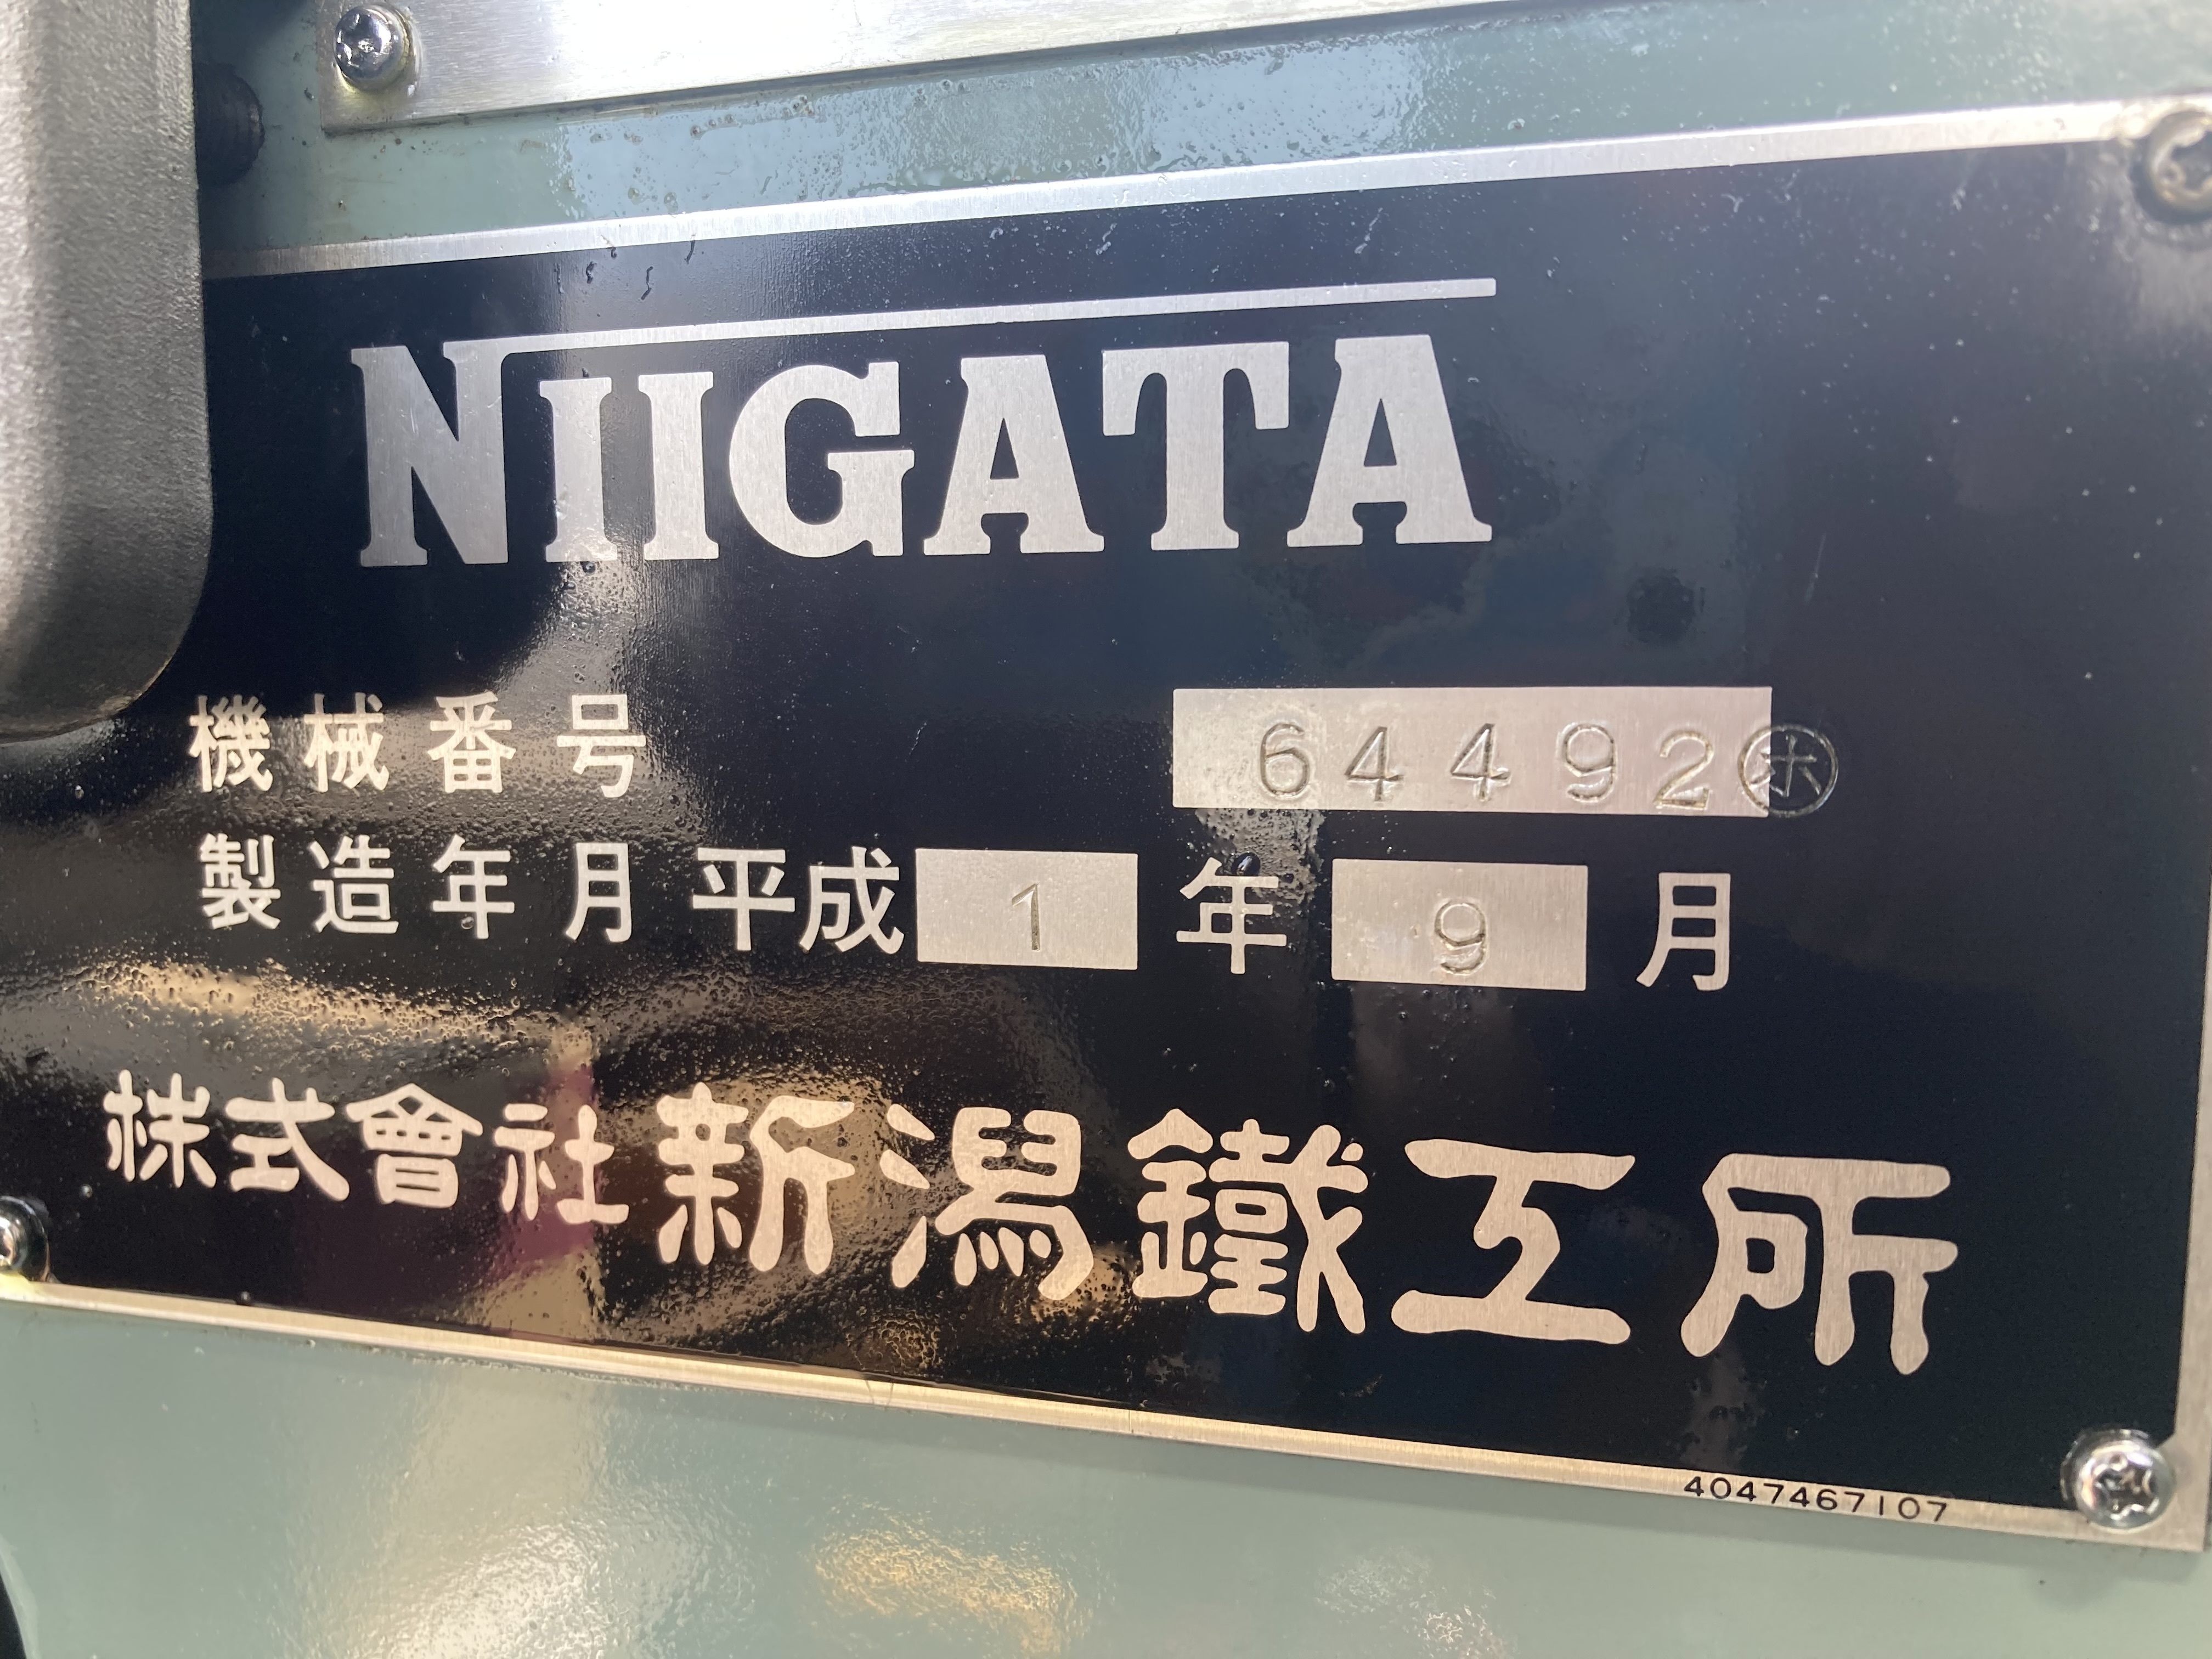 NIIGATA
機械番号 64492㋭
製造年月 平成 1 年 9 月
株式會社 新潟鐵工所
4047467107